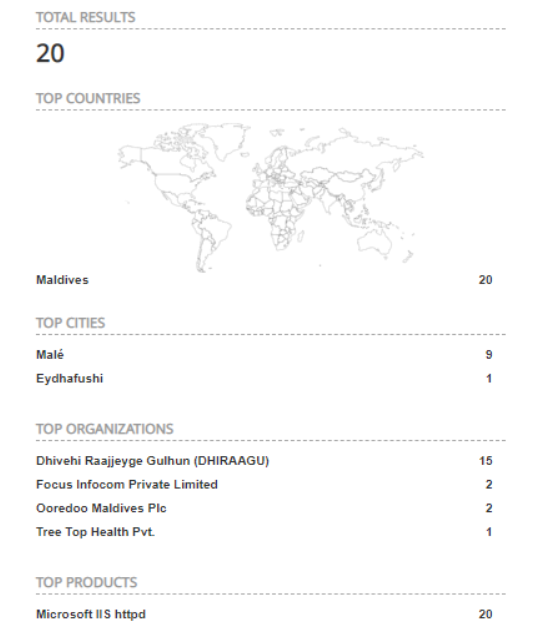 TOTAL RESULTS
20
TOP COUNTRIES
Maldives 20
TOP CITIES
Malé 9
Eydhafushi 1
TOP ORGANIZATIONS
Dhivehi Raajjeyge Gulhun (DHIRAAGU) 15
Focus Infocom Private Limited 2
Ooredoo Maldives Plc 2
Tree Top Health Pvt. 1
TOP PRODUCTS
Microsoft IIS httpd 20